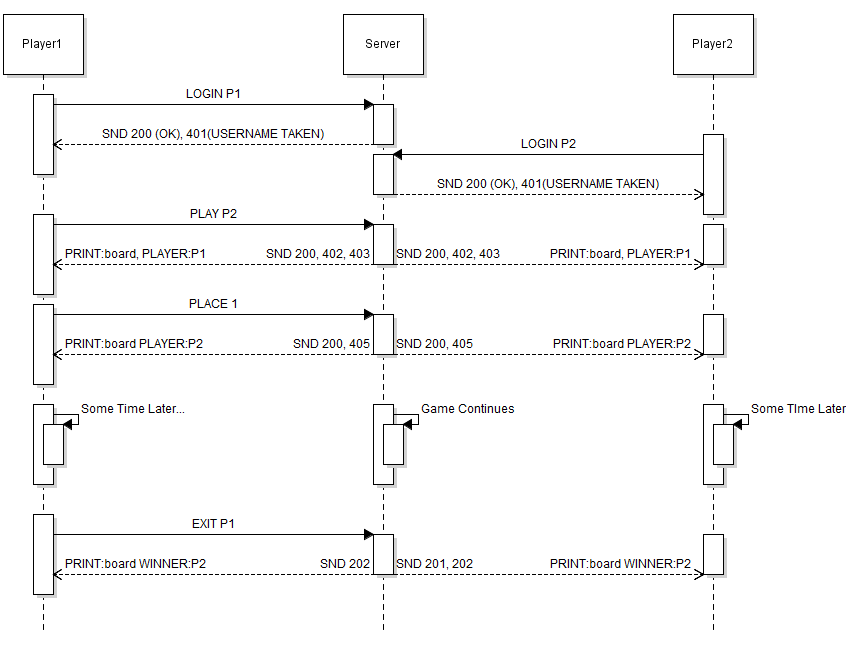 Player1
Server
Player2
LOGIN P1
SND 200 (OK), 401(USERNAME TAKEN)
LOGIN P2
SND 200 (OK), 401(USERNAME TAKEN)
PLAY P2
PRINT:board, PLAYER:P1
SND 200, 402, 403
SND 200, 402, 403
PRINT:board, PLAYER:P1
PLACE 1
PRINT:board PLAYER:P2
SND 200, 405
SND 200, 405
PRINT:board PLAYER:P2
Some Time Later...
Game Continues
Some TIme Later
EXIT P1
PRINT:board WINNER:P2
SND 202
SND 201, 202
PRINT:board WINNER:P2